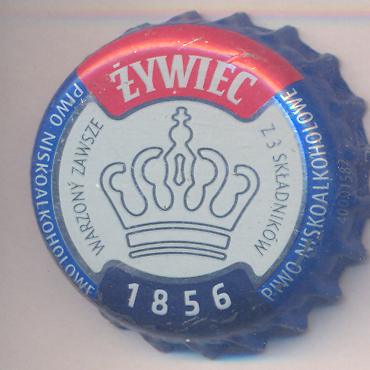 ŻYWIEC
PIWO NISKOALKOHOLOWE
WARZONY ZAWSZE
Z 3 SKŁADNIKÓW
PIWO NISKOALKOHOLOWE
1856